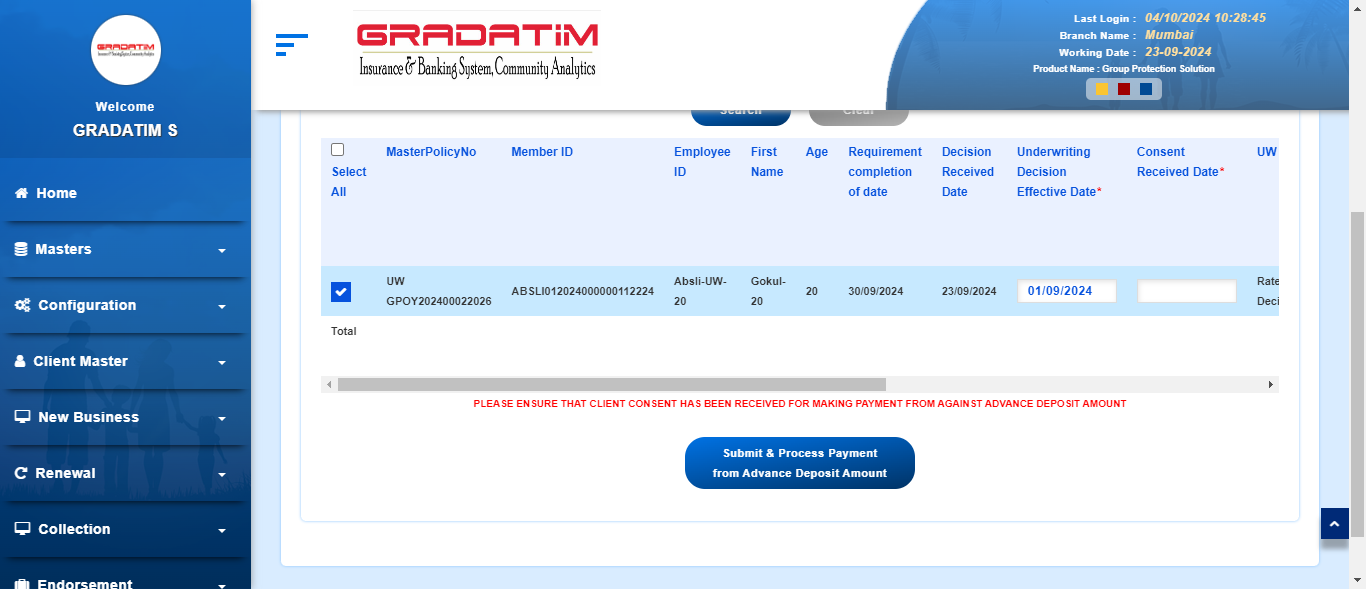 GRADATIM
Insurance & Banking System, Community Analytics
Welcome
GRADATIM S
Home
Masters
Configuration
Client Master
New Business
Renewal
Collection
Endorsement
GRADATIM
Insurance & Banking System, Community Analytics
Last Login : 04/10/2024 10:28:45
Branch Name : Mumbai
Working Date : 23-09-2024
Product Name : Group Protection Solution
Search Clear
Select All MasterPolicyNo Member ID Employee ID First Name Age Requirement completion of date Decision Received Date Underwriting Decision Effective Date* Consent Received Date* UW
UW GPOY202400022026 ABSLI012024000000112224 Absli-UW-20 Gokul-20 20 30/09/2024 23/09/2024 01/09/2024 Rate Deci
Total
PLEASE ENSURE THAT CLIENT CONSENT HAS BEEN RECEIVED FOR MAKING PAYMENT FROM AGAINST ADVANCE DEPOSIT AMOUNT
Submit & Process Payment
from Advance Deposit Amount